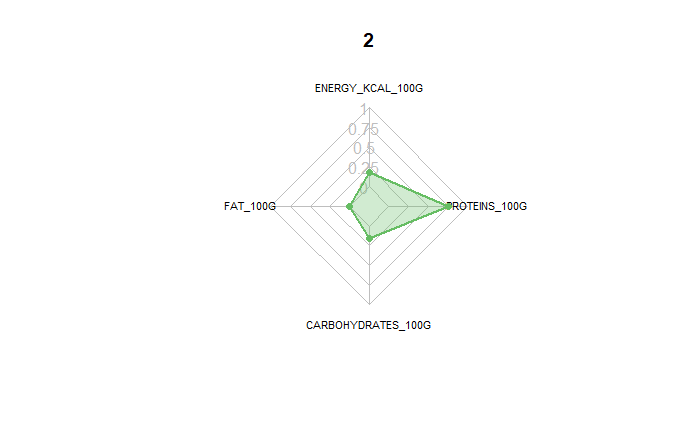 2
ENERGY_KCAL_100G
1
0.75
0.5
0.25
0
FAT_100G
PROTEINS_100G
CARBOHYDRATES_100G